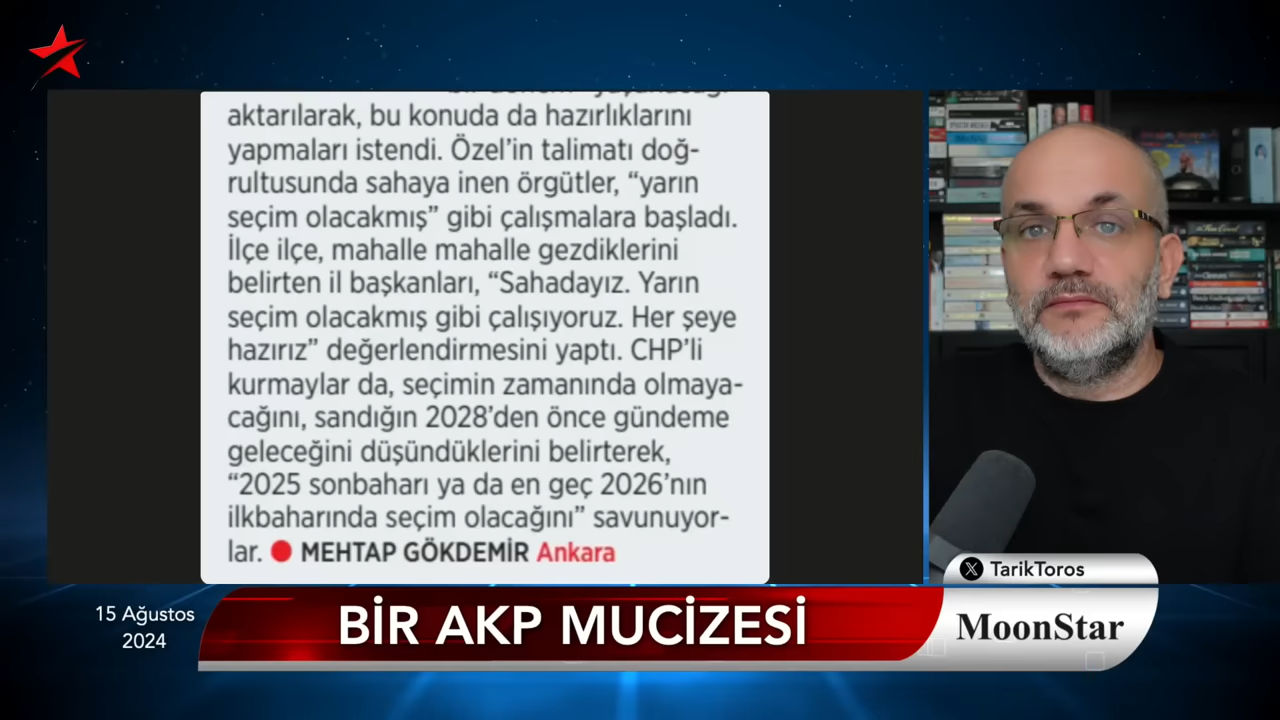 aktarılarak, bu konuda da hazırlıklarını
yapmaları istendi. Özel’in talimatı doğ-
rultusunda sahaya inen örgütler, “yarın
seçim olacakmış” gibi çalışmalara başladı.
İlçe ilçe, mahalle mahalle gezdiklerini
belirten il başkanları, “Sahadayız. Yarın
seçim olacakmış gibi çalışıyoruz. Her şeye
hazırız” değerlendirmesini yaptı. CHP’li
kurmaylar da, seçimin zamanında olmaya-
cağını, sandığın 2028’den önce gündeme
geleceğini düşündüklerini belirterek,
“2025 sonbaharı ya da en geç 2026’nın
ilkbaharında seçim olacağını” savunuyor-
lar. MEHTAP GÖKDEMİR Ankara
X TarikToros
15 Ağustos
2024
BİR AKP MUCİZESİ
MoonStar